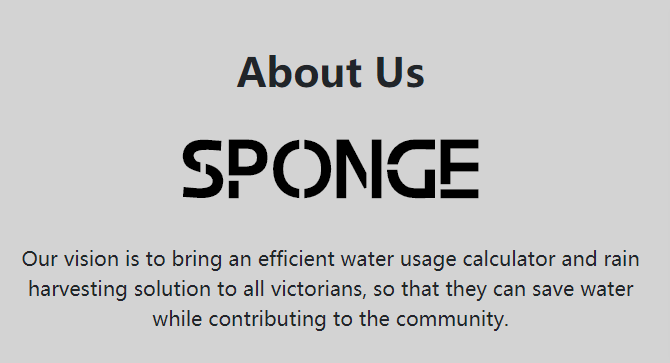 About Us
SPONGE
Our vision is to bring an efficient water usage calculator and rain
harvesting solution to all victorians, so that they can save water
while contributing to the community.